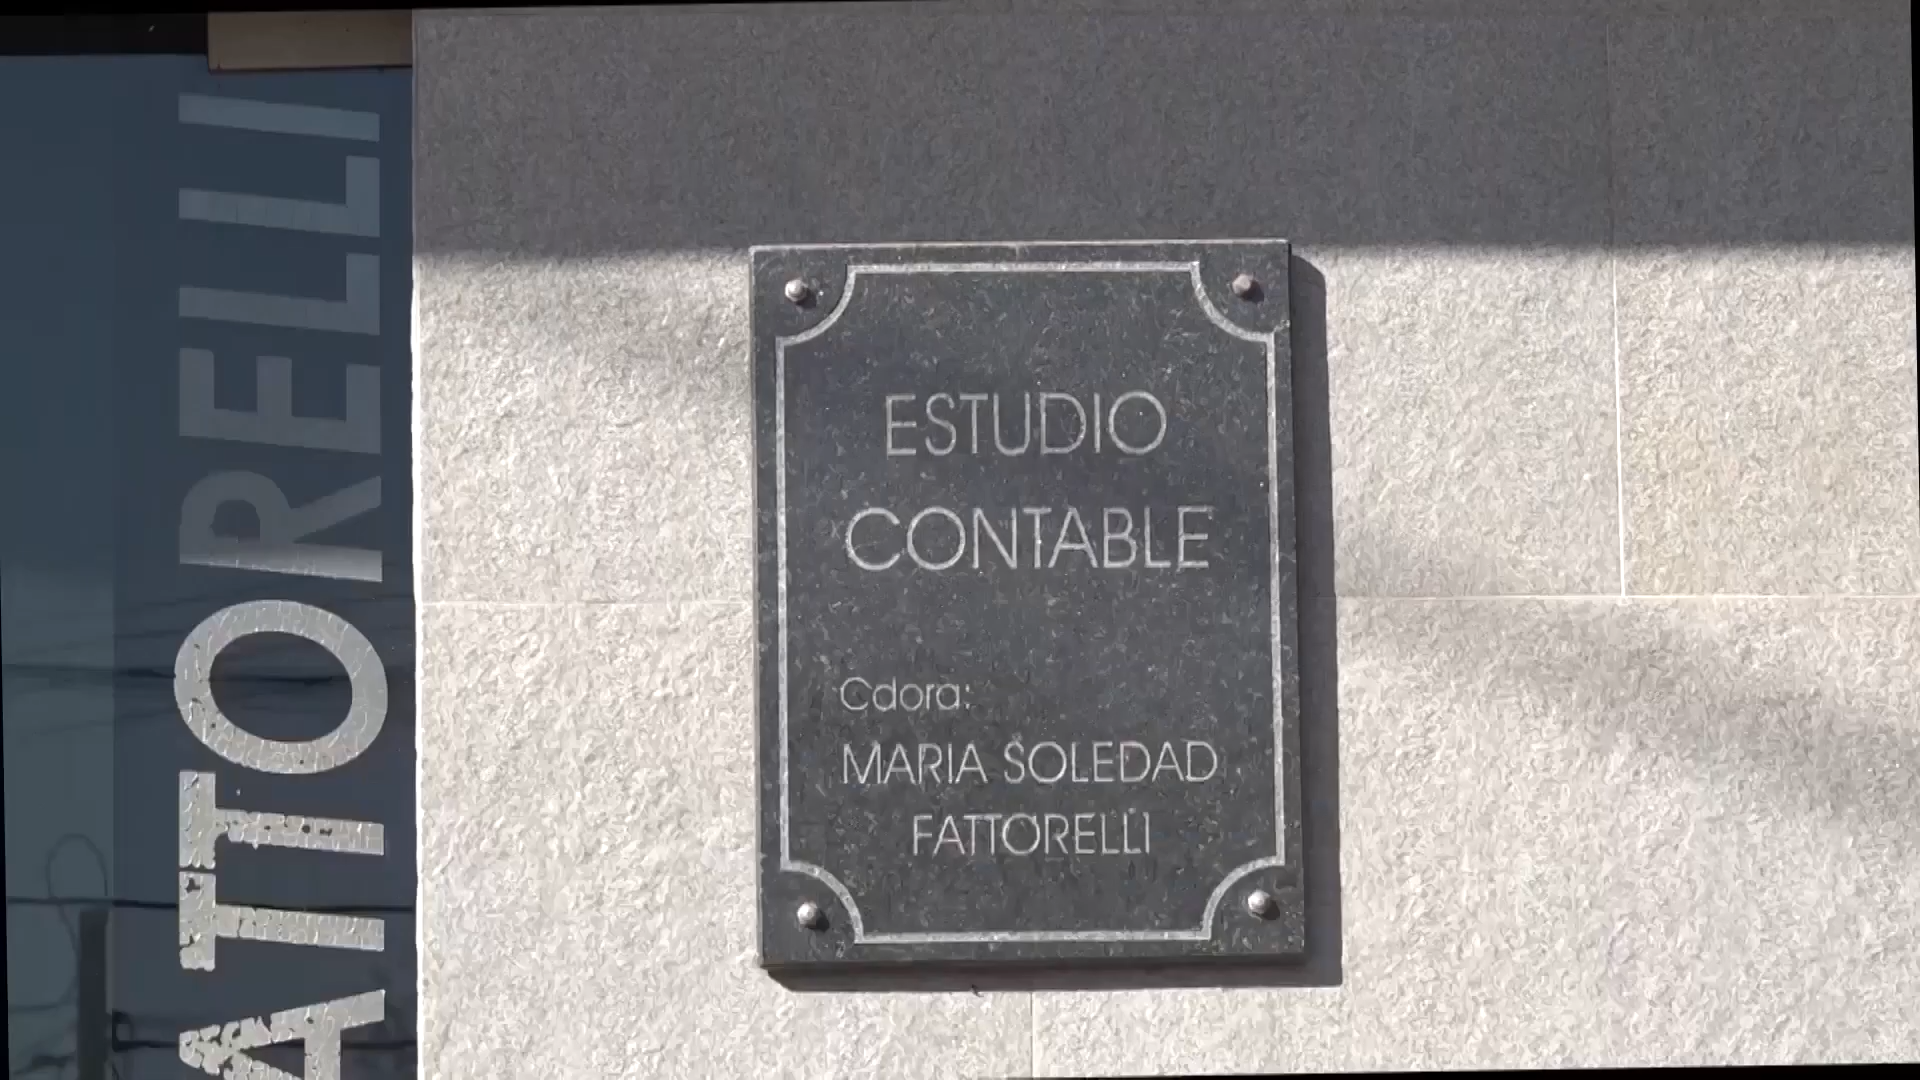 ATTORELLI
ESTUDIO
CONTABLE
Cdora:
MARIA SOLEDAD
FATTORELLI